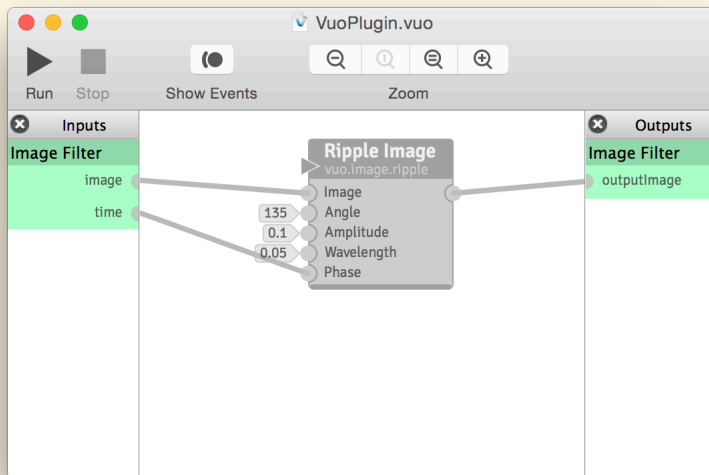 VuoPlugin.vuo
Run
Stop
Show Events
Zoom
Inputs
Image Filter
image
time
Ripple Image
vuo.image.ripple
Image
135
Angle
0.1
Amplitude
0.05
Wavelength
Phase
Outputs
Image Filter
outputImage